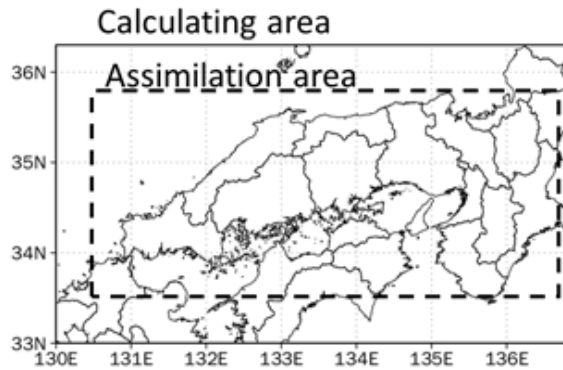 Calculating area
36N
Assimilation area
35N
34N
33N
130E 131E 132E 133E 134E 135E 136E